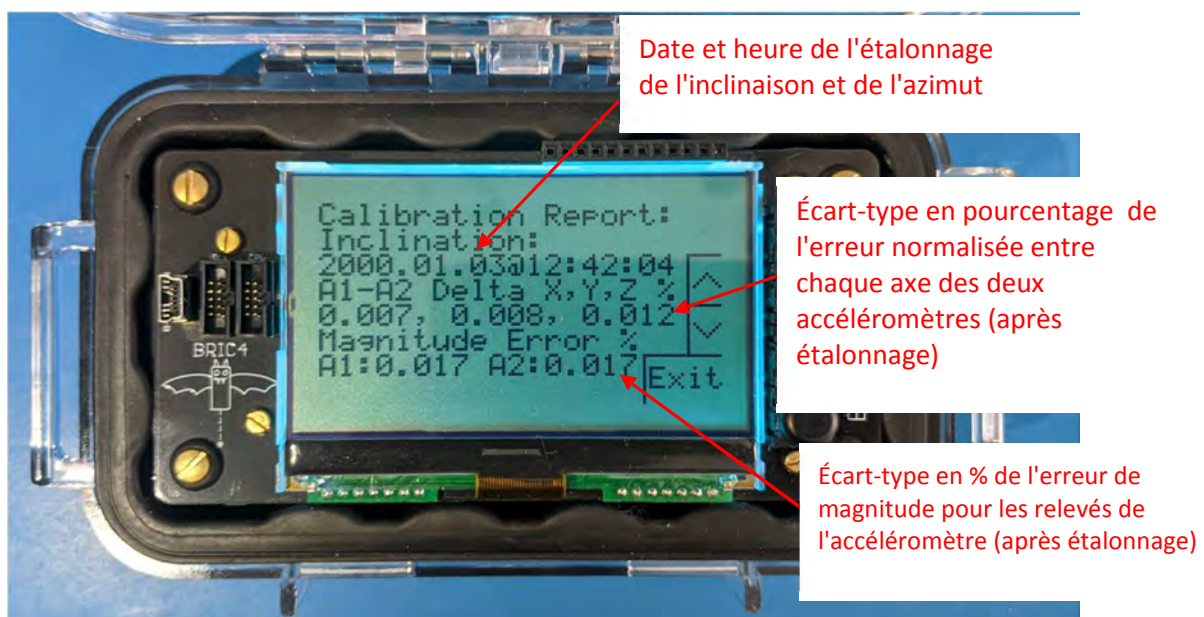 Date et heure de l'étalonnage
de l'inclinaison et de l'azimut
Écart-type en pourcentage de
l'erreur normalisée entre
chaque axe des deux
accéléromètres (après
étalonnage)
Calibration Report:
Inclination:
2000.01.03@12:42:04
A1-A2 Delta X,Y,Z %
0.007, 0.008, 0.012
Magnitude Error %
A1:0.017 A2:0.017
Exit
BRIC4
Écart-type en % de l'erreur de
magnitude pour les relevés de
l'accéléromètre (après étalonnage)